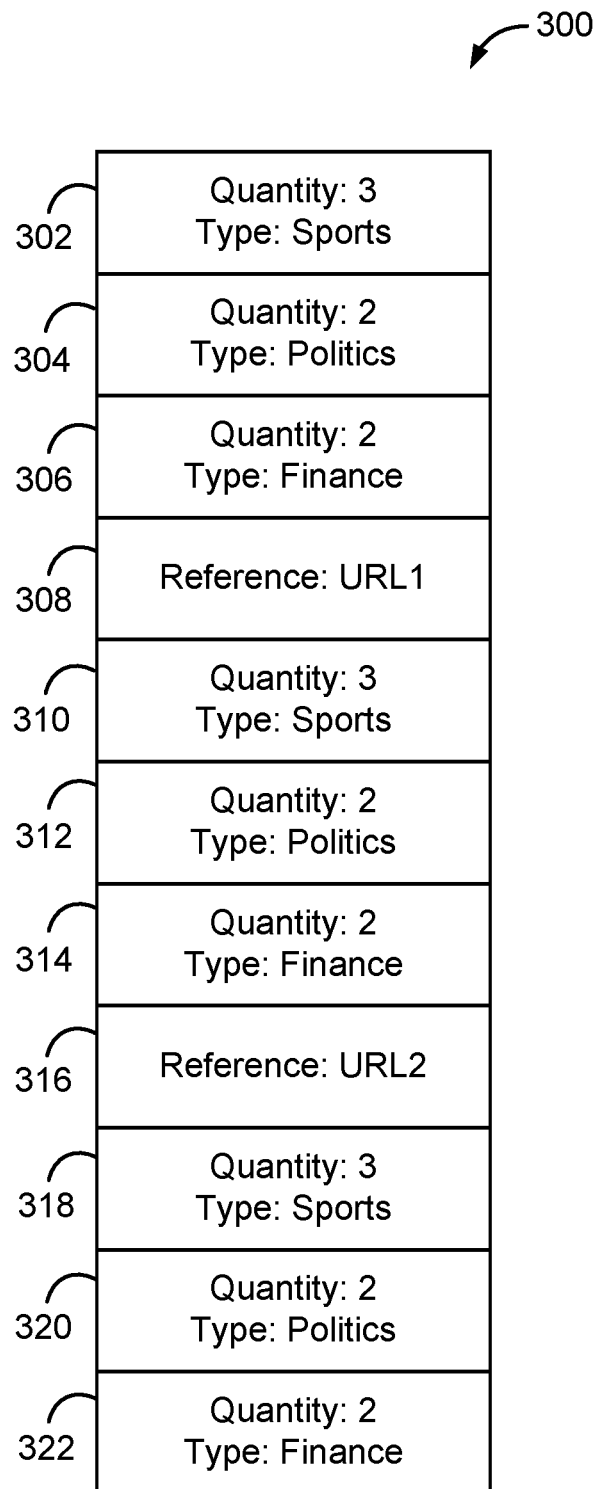 300
302
Quantity: 3
Type: Sports
304
Quantity: 2
Type: Politics
306
Quantity: 2
Type: Finance
308
Reference: URL1
310
Quantity: 3
Type: Sports
312
Quantity: 2
Type: Politics
314
Quantity: 2
Type: Finance
316
Reference: URL2
318
Quantity: 3
Type: Sports
320
Quantity: 2
Type: Politics
322
Quantity: 2
Type: Finance